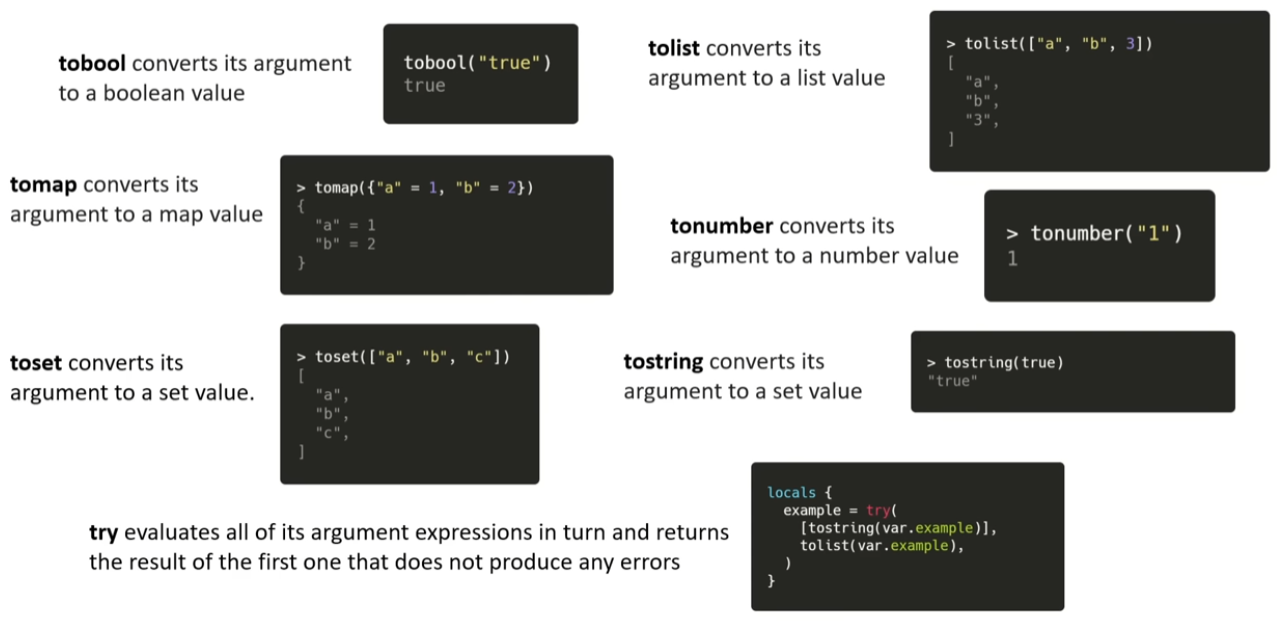 tobool converts its argument
to a boolean value
tobool("true")
true
tolist converts its
argument to a list value
> tolist(["a", "b", 3])
[
  "a",
  "b",
  "3",
]
tomap converts its
argument to a map value
> tomap({"a" = 1, "b" = 2})
{
  "a" = 1
  "b" = 2
}
tonumber converts its
argument to a number value
> tonumber("1")
1
toset converts its
argument to a set value.
> toset(["a", "b", "c"])
[
  "a",
  "b",
  "c",
]
tostring converts its
argument to a set value
> tostring(true)
"true"
try evaluates all of its argument expressions in turn and returns
the result of the first one that does not produce any errors
locals {
  example = try(
    [tostring(var.example)],
    tolist(var.example),
  )
}